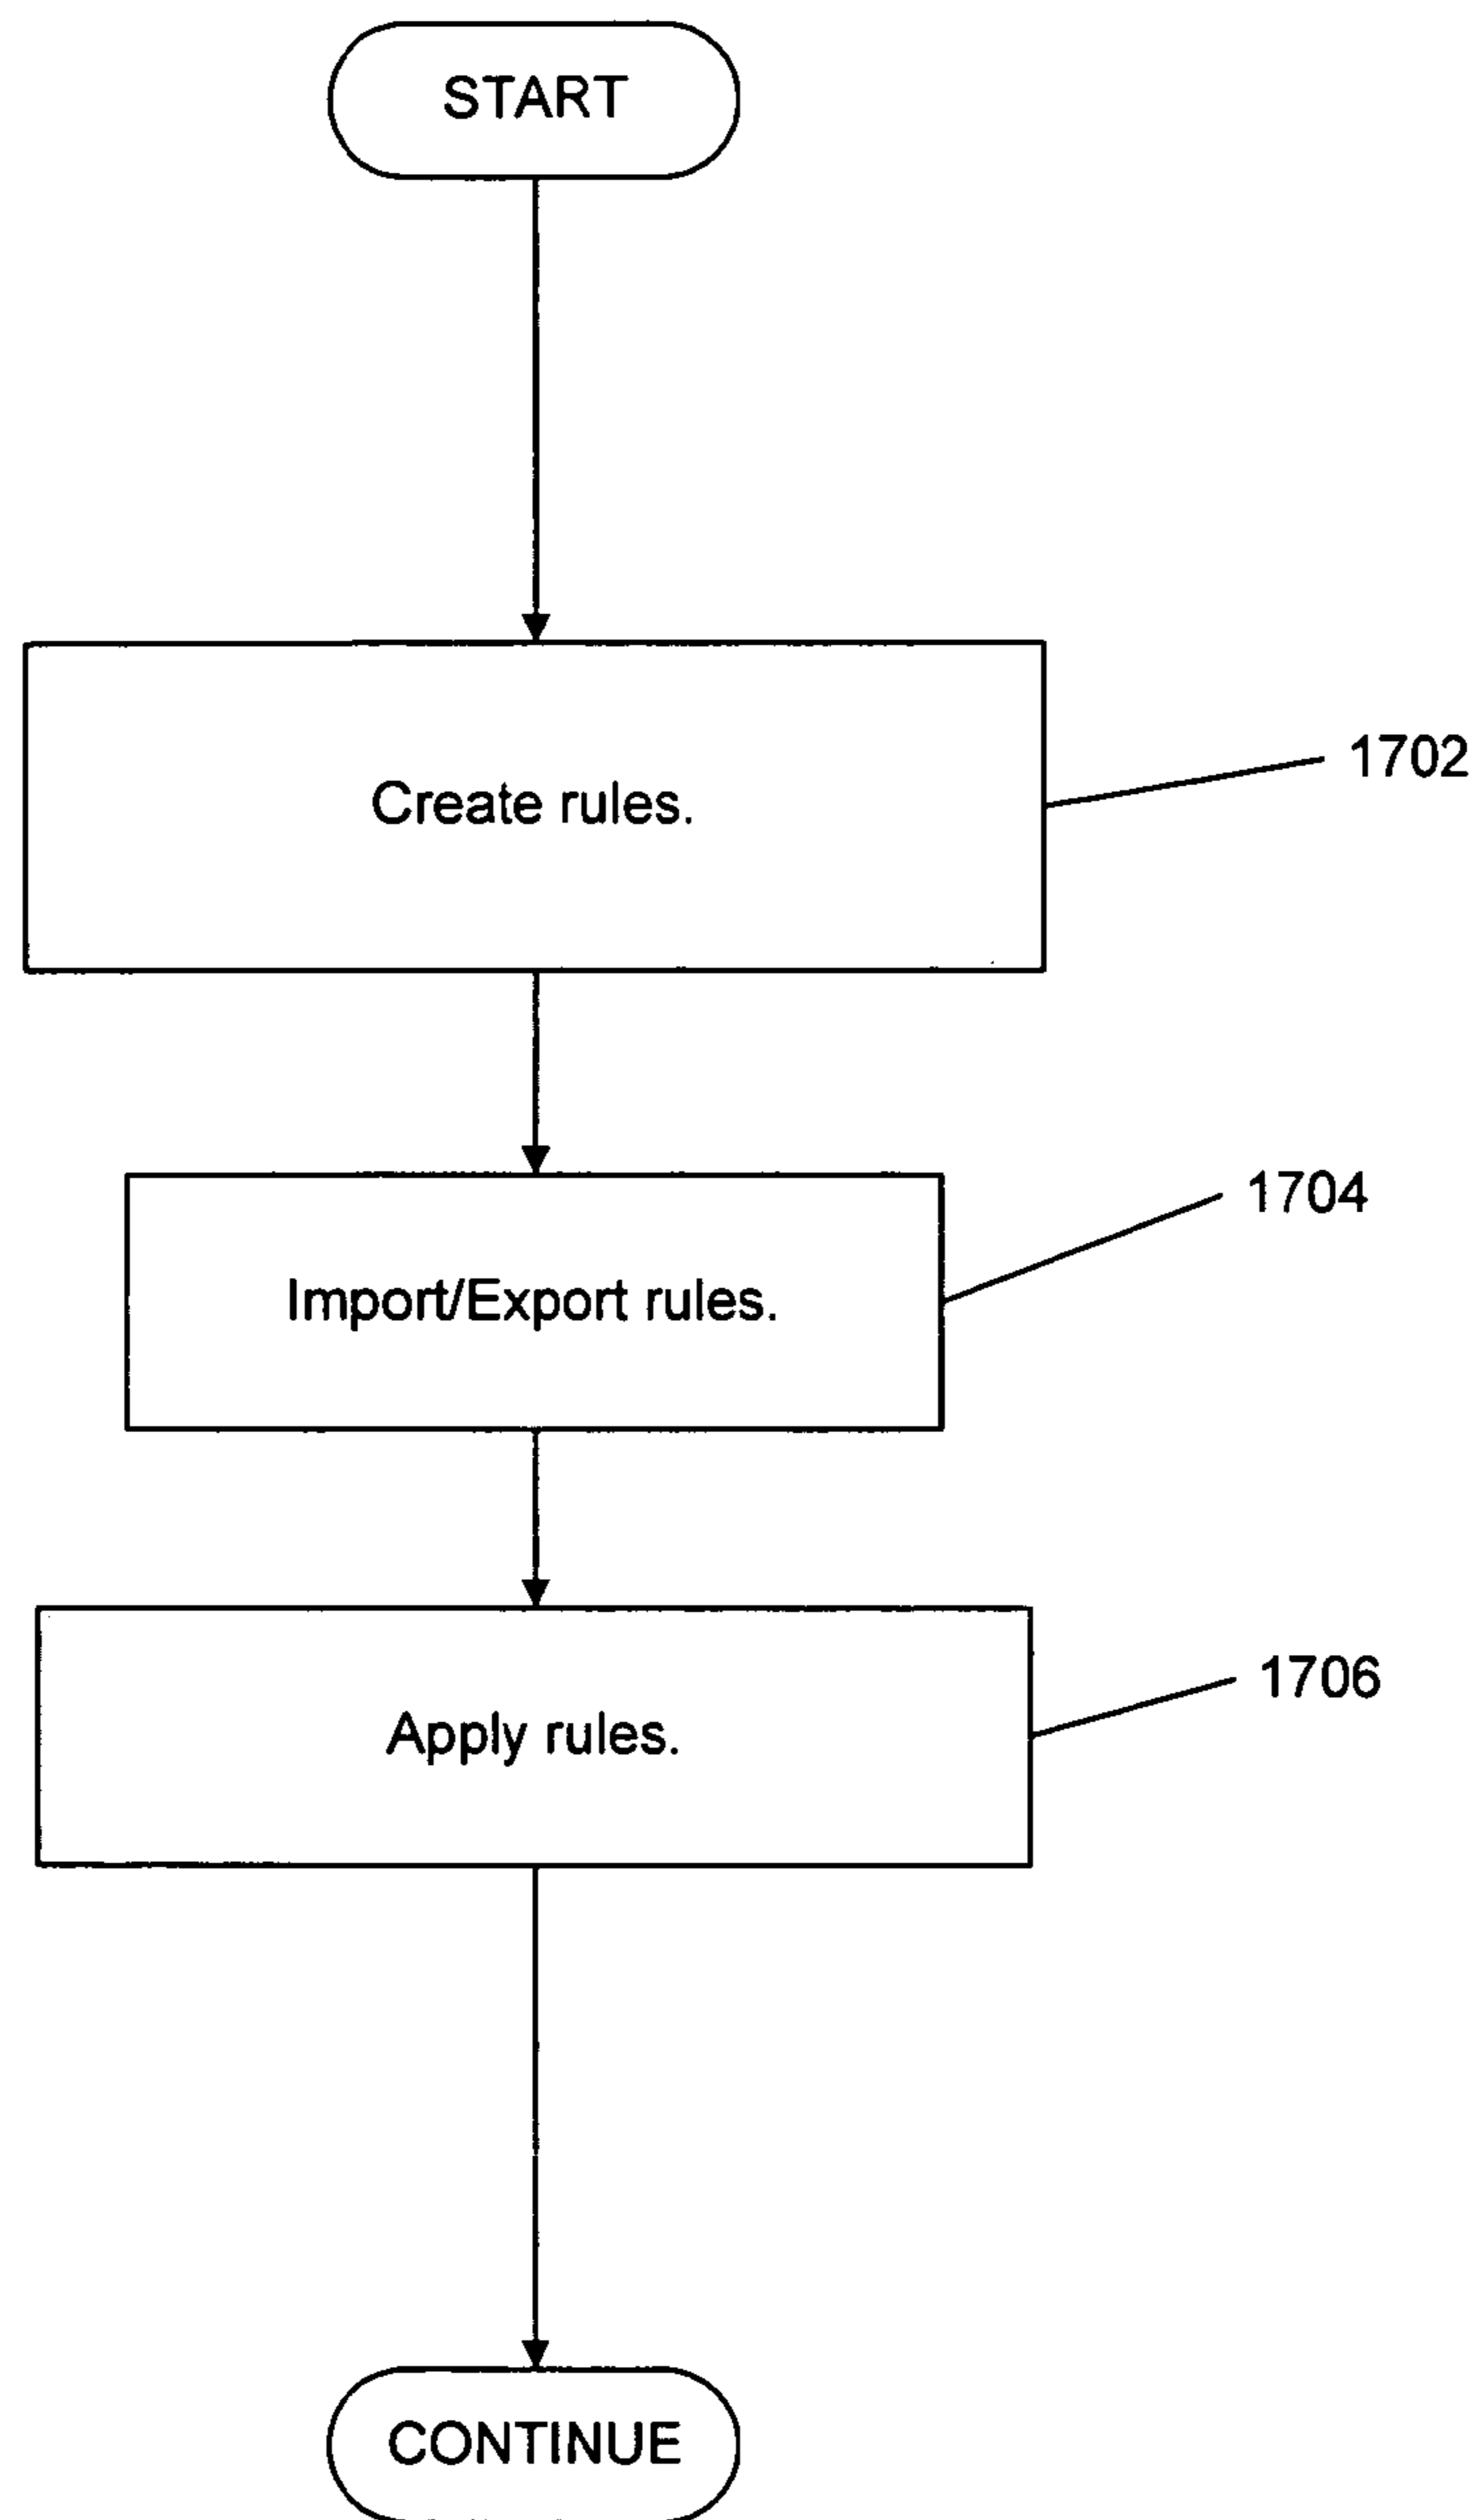 START
Create rules.
1702
Import/Export rules.
1704
Apply rules.
1706
CONTINUE